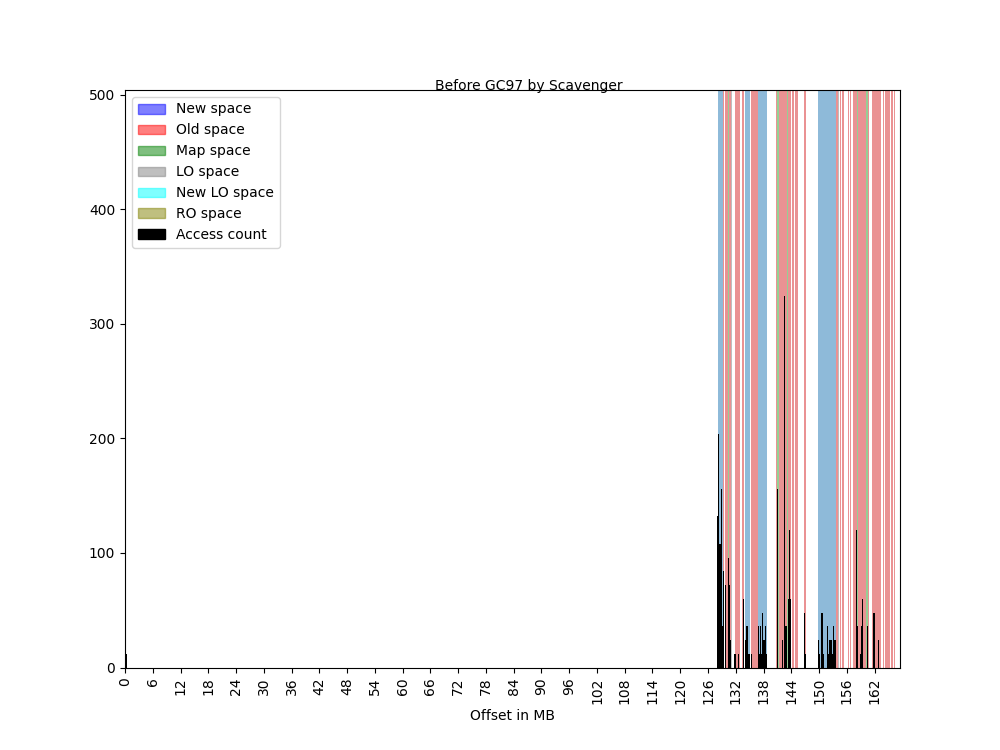 Before GC97 by Scavenger
500
400
300
200
100
0
New space
Old space
Map space
LO space
New LO space
RO space
Access count
0 6 12 18 24 30 36 42 48 54 60 66 72 78 84 90 96 102 108 114 120 126 132 138 144 150 156 162
Offset in MB